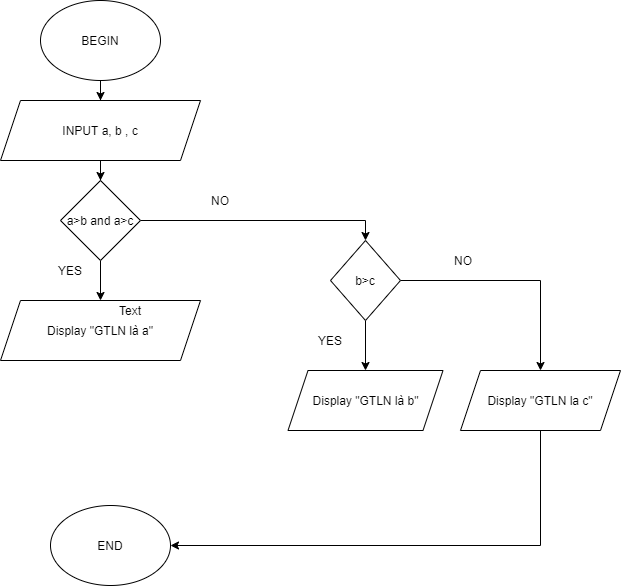 BEGIN
INPUT a, b , c
a>b and a>c
NO
YES
Text
Display "GTLN là a"
b>c
NO
YES
Display "GTLN là b"
Display "GTLN la c"
END